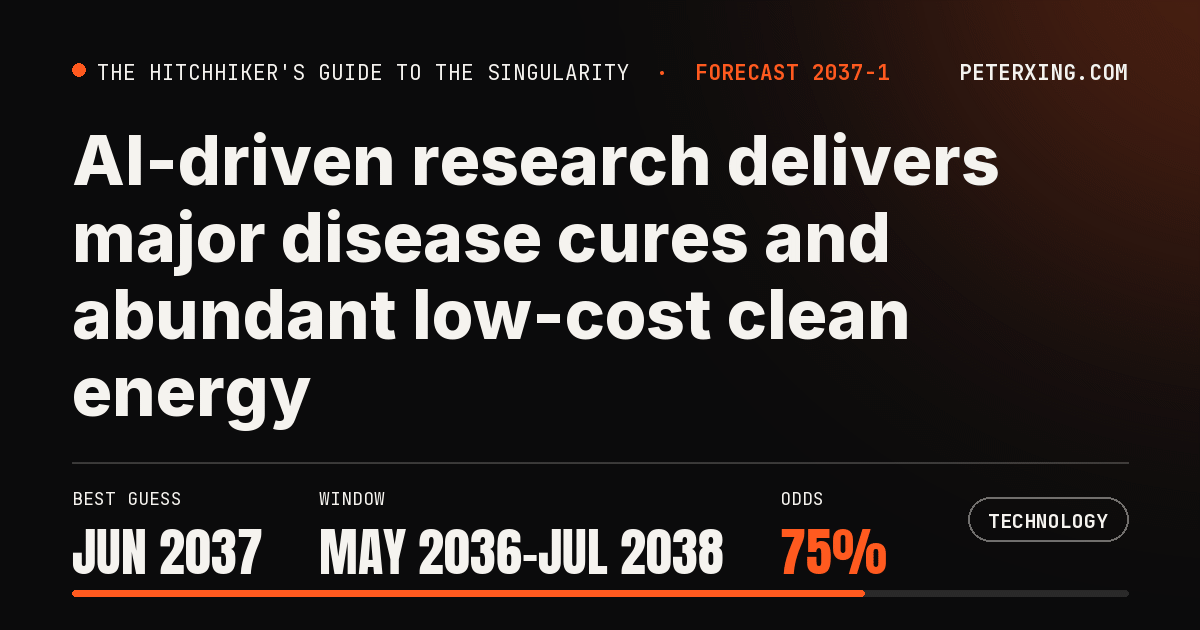 THE HITCHHIKER'S GUIDE TO THE SINGULARITY · FORECAST 2037-1 PETERXING.COM
AI-driven research delivers
major disease cures and
abundant low-cost clean
energy
BEST GUESS WINDOW ODDS
JUN 2037 MAY 2036-JUL 2038 75% TECHNOLOGY